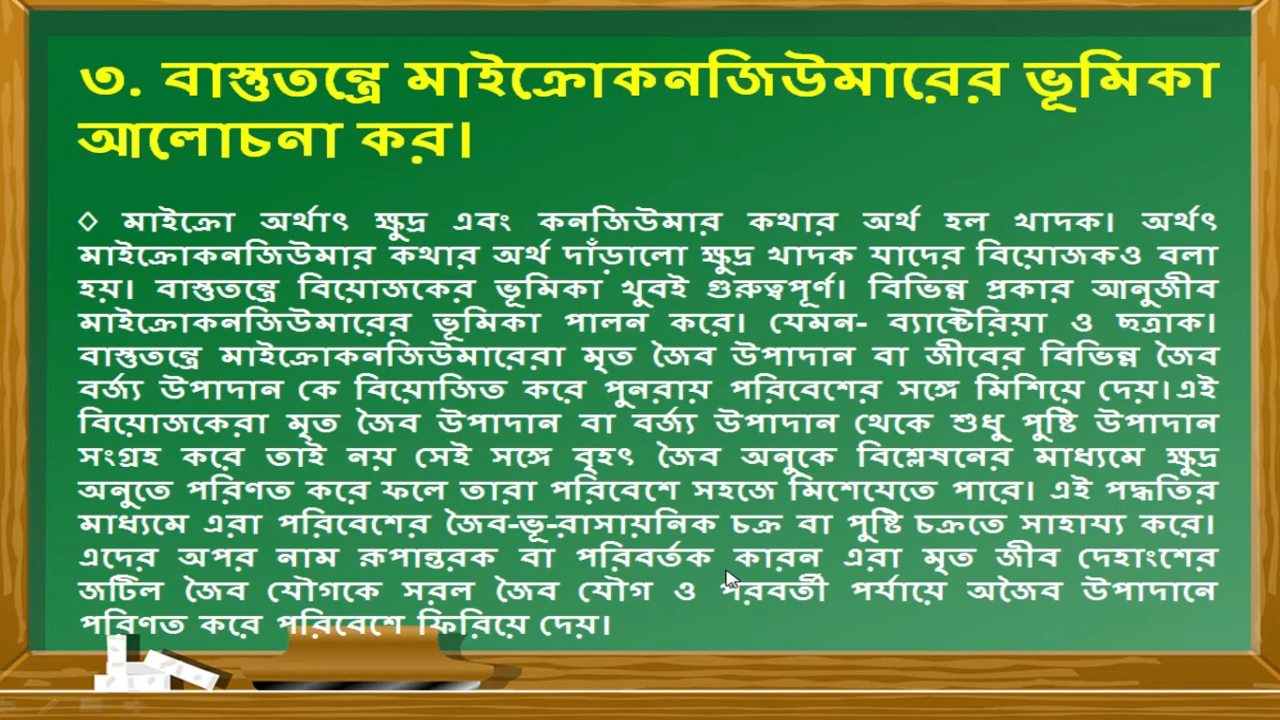 ৩. বাস্তুতন্ত্রে মাইক্রোকনজিউমারের ভূমিকা
আলোচনা কর।
◊ মাইক্রো অর্থাৎ ক্ষুদ্র এবং কনজিউমার কথার অর্থ হল খাদক। অর্থৎ
মাইক্রোকনজিউমার কথার অর্থ দাঁড়ালো ক্ষুদ্র খাদক যাদের বিয়োজকও বলা
হয়। বাস্তুতন্ত্রে বিয়োজকের ভূমিকা খুবই গুরুত্বপূর্ণ। বিভিন্ন প্রকার আনুজীব
মাইক্রোকনজিউমারের ভূমিকা পালন করে। যেমন- ব্যাক্টেরিয়া ও ছত্রাক।
বাস্তুতন্ত্রে মাইক্রোকনজিউমারেরা মৃত জৈব উপাদান বা জীবের বিভিন্ন জৈব
বর্জ্য উপাদান কে বিয়োজিত করে পুনরায় পরিবেশের সঙ্গে মিশিয়ে দেয়।এই
বিয়োজকেরা মৃত জৈব উপাদান বা বর্জ্য উপাদান থেকে শুধু পুষ্টি উপাদান
সংগ্রহ করে তাই নয় সেই সঙ্গে বৃহৎ জৈব অনুকে বিশ্লেষনের মাধ্যমে ক্ষুদ্র
অনুতে পরিণত করে ফলে তারা পরিবেশে সহজে মিশেযেতে পারে। এই পদ্ধতির
মাধ্যমে এরা পরিবেশের জৈব-ভূ-রাসায়নিক চক্র বা পুষ্টি চক্রতে সাহায্য করে।
এদের অপর নাম রূপান্তরক বা পরিবর্তক কারন এরা মৃত জীব দেহাংশের
জটিল জৈব যৌগকে সরল জৈব যৌগ ও পরবর্তী পর্যায়ে অজৈব উপাদানে
পরিণত করে পরিবেশে ফিরিয়ে দেয়।